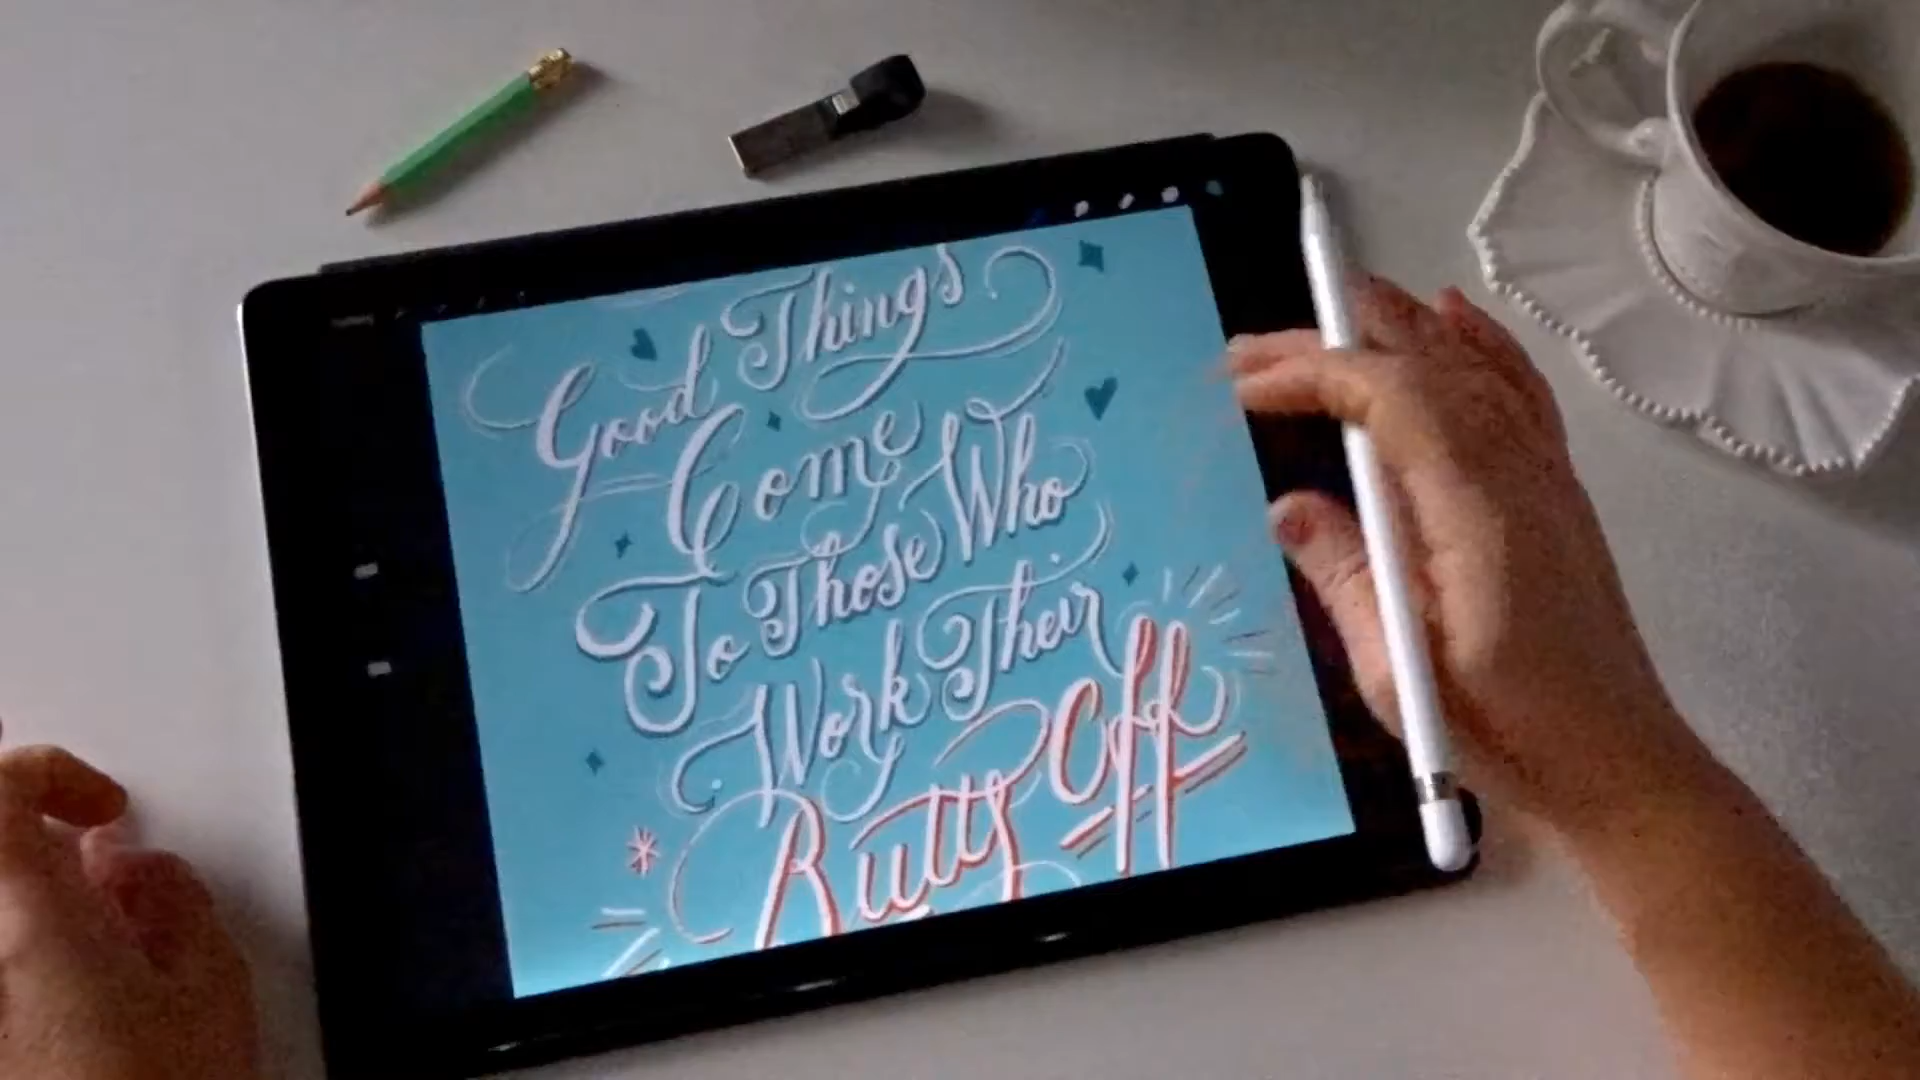 Good Things
Come
To Those Who
Work Their
Butts Off